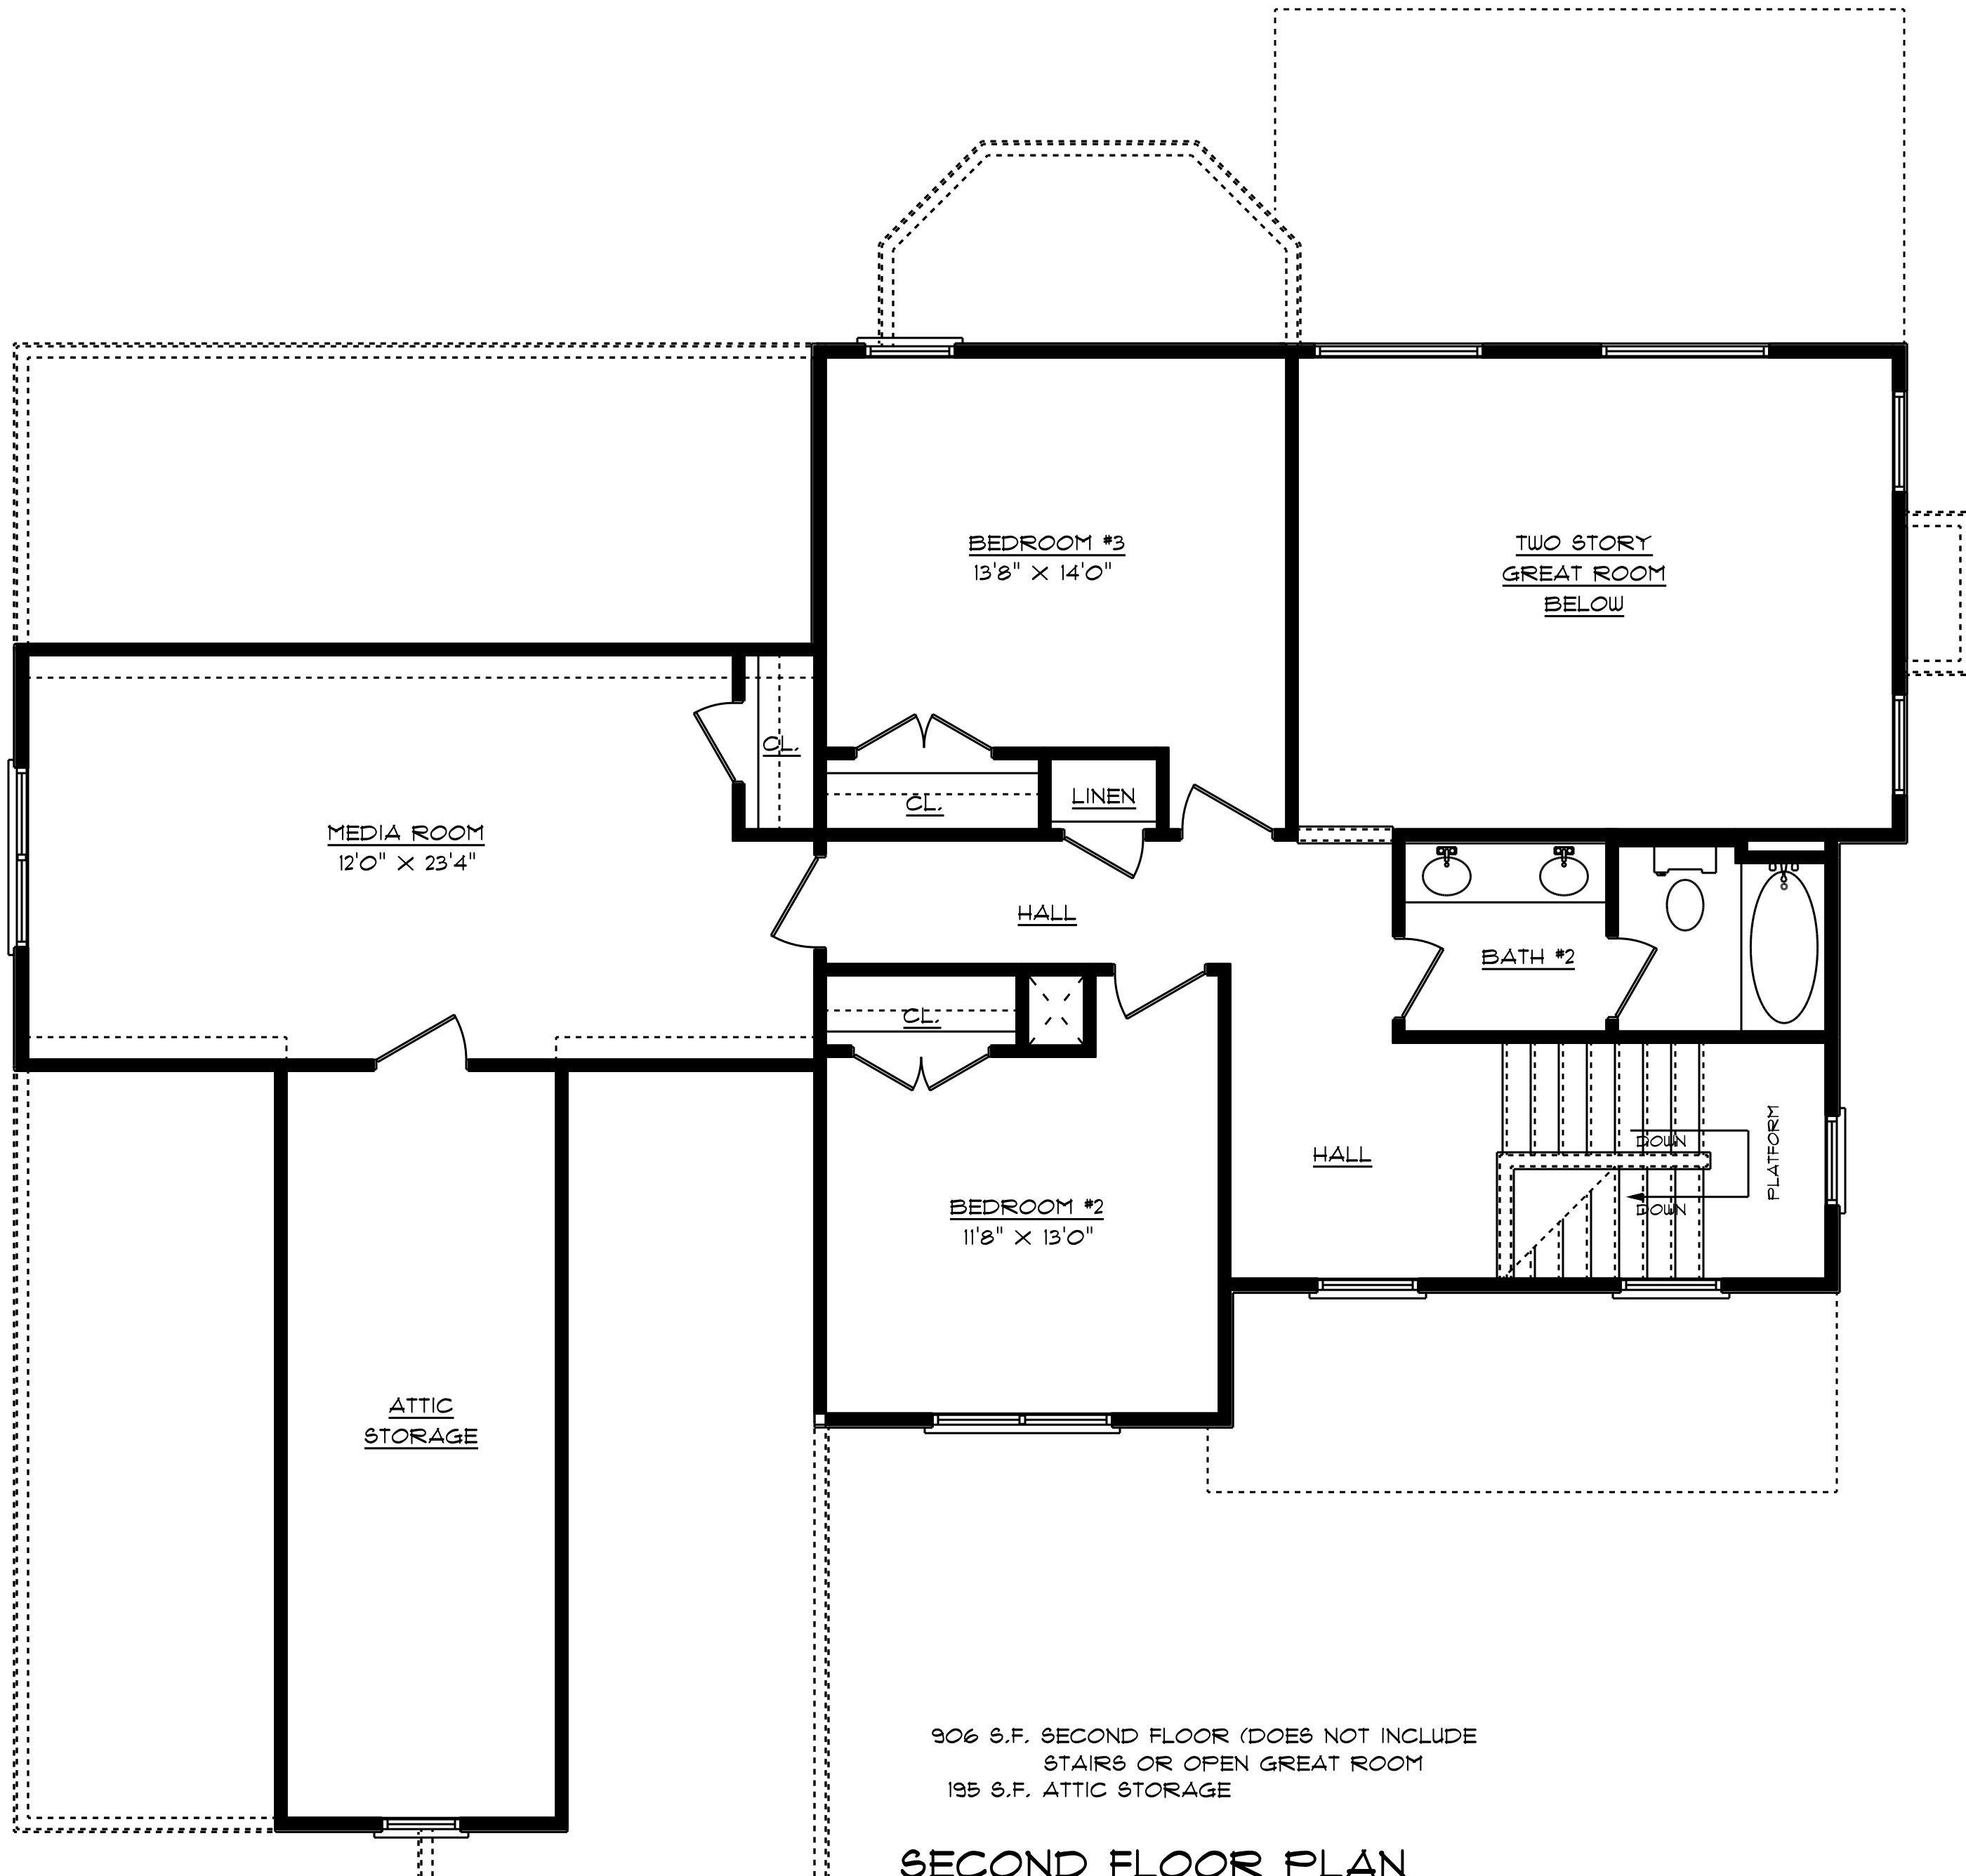 BEDROOM #3
13'8" X 14'0"
TWO STORY
GREAT ROOM
BELOW
CL.
CL.
LINEN
MEDIA ROOM
12'0" X 23'4"
HALL
BATH #2
CL.
DOWN
PLATFORM
HALL
DOWN
BEDROOM #2
11'8" X 13'0"
ATTIC
STORAGE
906 S.F. SECOND FLOOR (DOES NOT INCLUDE
STAIRS OR OPEN GREAT ROOM
195 S.F. ATTIC STORAGE
SECOND FLOOR PLAN